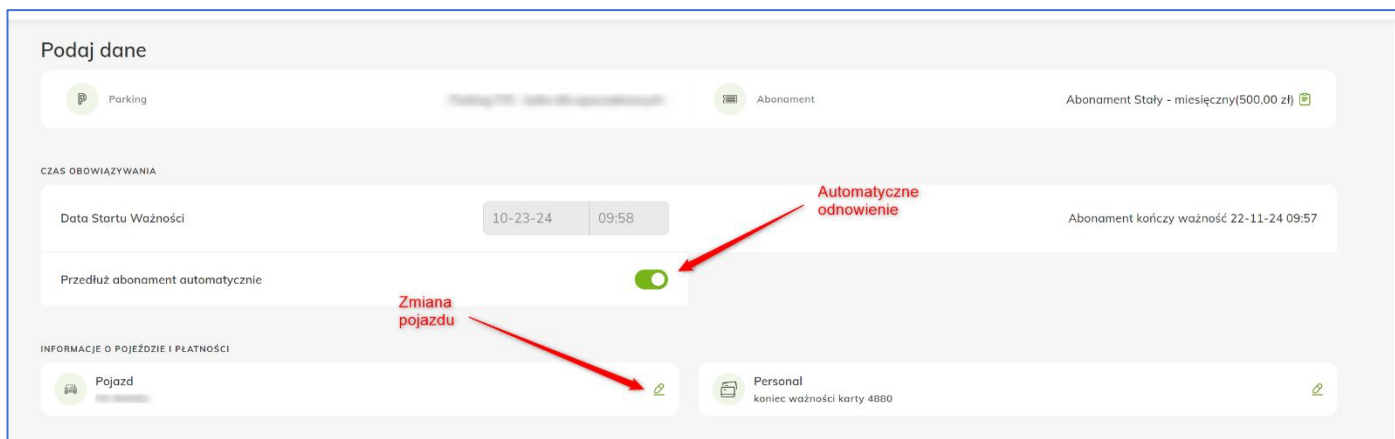 Podaj dane
Parking
Abonament
Abonament Stały - miesięczny(500,00 zł)
CZAS OBOWIĄZYWANIA
Automatyczne
odnowienie
Data Startu Ważności
10-23-24
09:58
Abonament kończy ważność 22-11-24 09:57
Przedłuż abonament automatycznie
Zmiana
pojazdu
INFORMACJE O POJEŹDZIE I PŁATNOŚCI
Pojazd
Personal
koniec ważności karty 4880